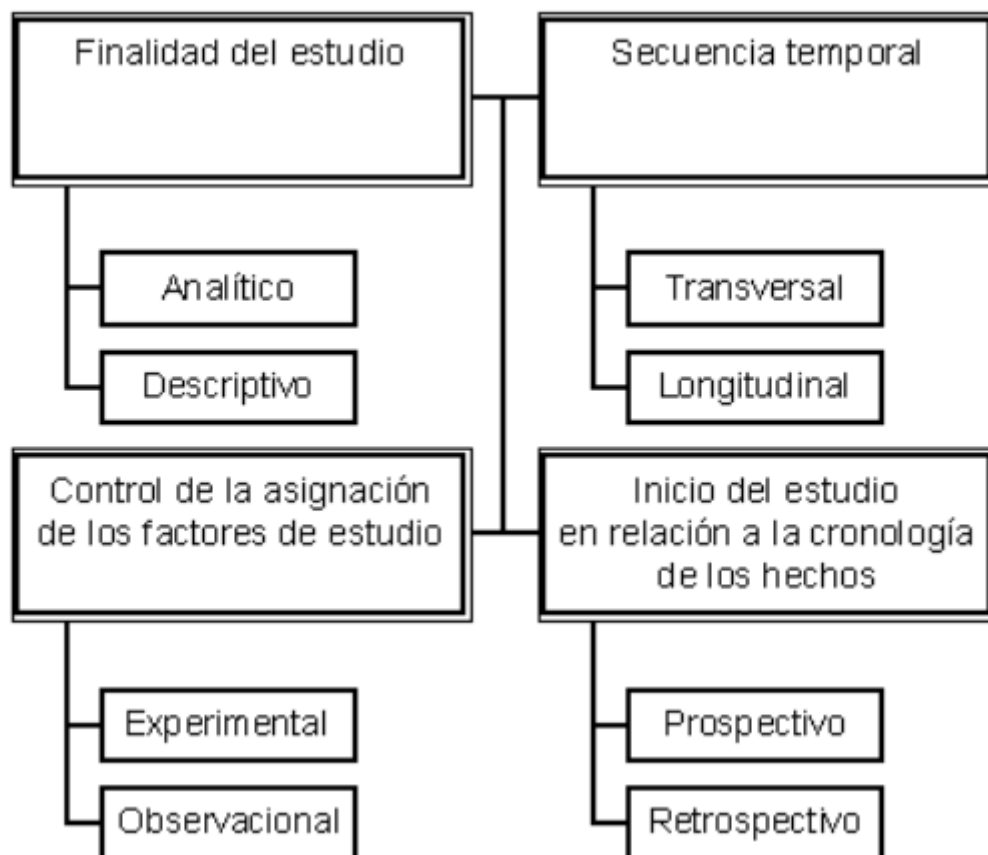 Finalidad del estudio
Analítico
Descriptivo
Secuencia temporal
Transversal
Longitudinal
Control de la asignación
de los factores de estudio
Experimental
Observacional
Inicio del estudio
en relación a la cronología
de los hechos
Prospectivo
Retrospectivo